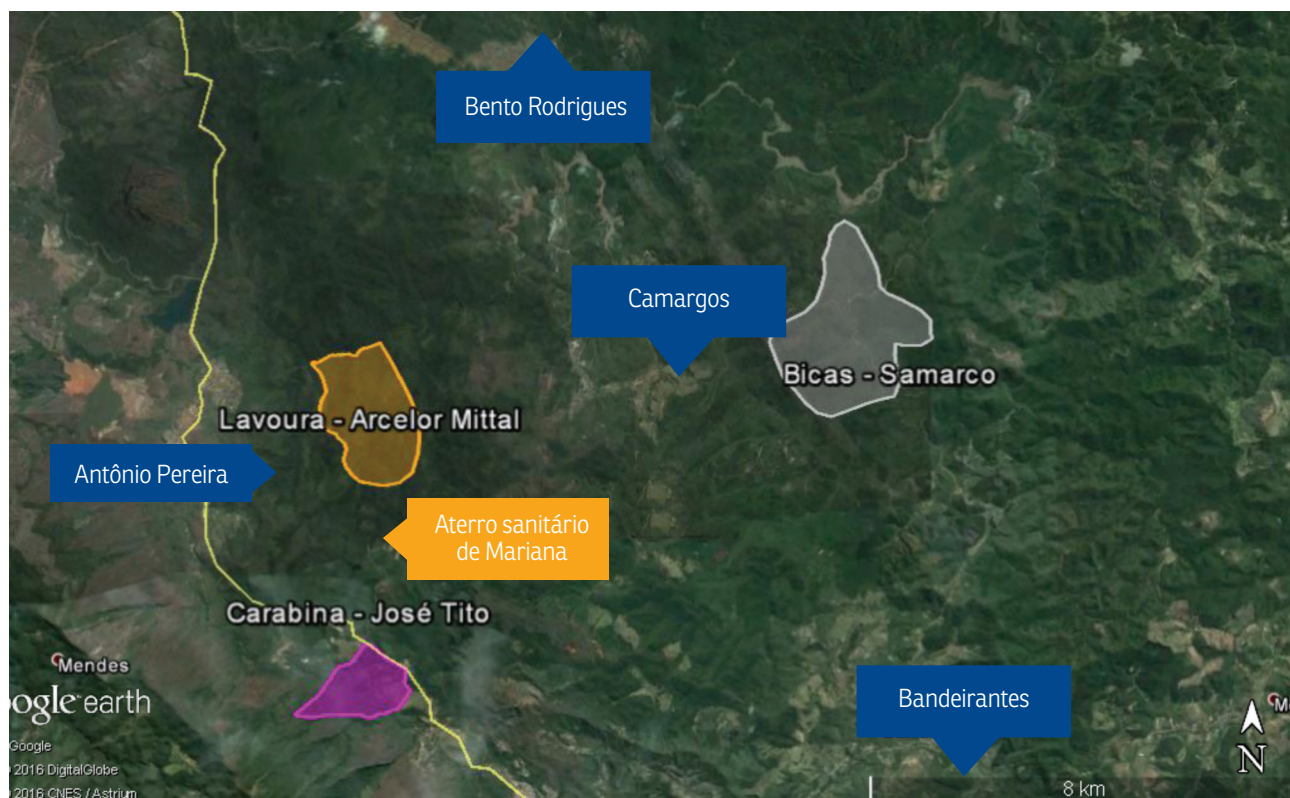 Bento Rodrigues
Camargos
Bicas - Samarco
Lavoura - Arcelor Mittal
Antônio Pereira
Aterro sanitário
de Mariana
Carabina - José Tito
Mendes
Bandeirantes
earth
Google
2016 DigitalGlobe
2016 CNES / Astrium
N
8 km